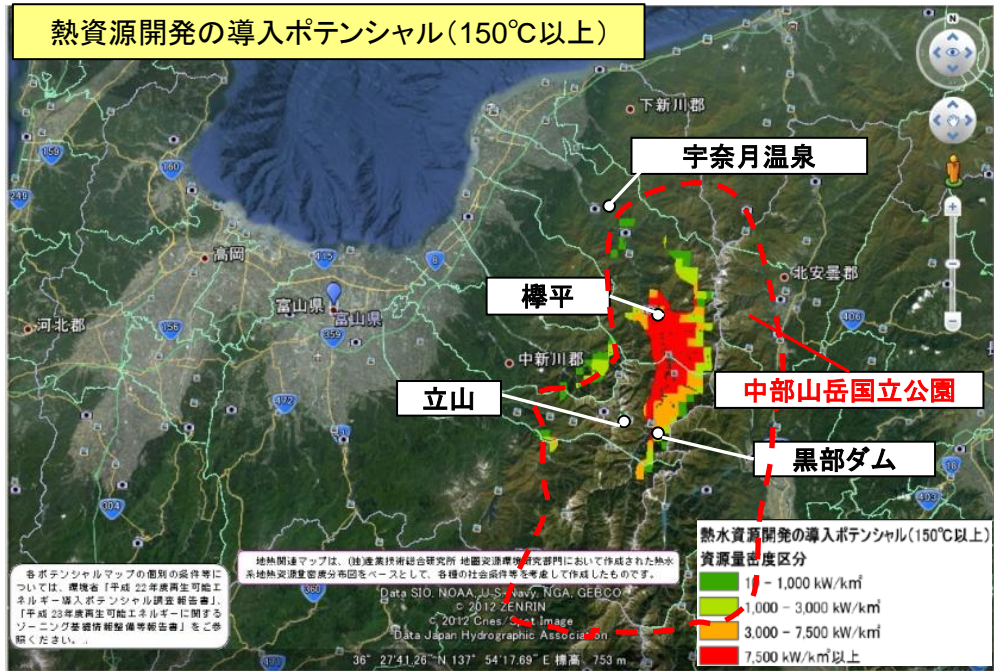 熱資源開発の導入ポテンシャル(150℃以上)
N
下新川郡
宇奈月温泉
159
160
249
高岡
415
8
北安曇郡
欅平
富山県
富山県
河北郡
156
359
406
中新川郡
中部山岳国立公園
立山
472
黒部ダム
304
403
熱水資源開発の導入ポテンシャル(150℃以上)
資源量密度区分
1,000 kW/k㎡
1,000 - 3,000 kW/k㎡
3,000 - 7,500 kW/k㎡
7,500 kW/k㎡以上
地熱関連マップは、(独)産業技術総合研究所 地圏資源環境研究部門において作成された熱水
系地熱資源量密度分布図をベースとして、各種の社会条件等を考慮して作成したものです。
各ポテンシャルマップの個別の条件等に
ついては、環境省「平成 22年度再生可能エ
ネルギー導入ポテンシャル調査報告書」、
「平成 23年度再生可能エネルギーに関する
ゾーニング基礎情報整備等報告書」をご参
照ください。
360
Data SIO, NOAA, U.S. Navy, NGA, GEBCO
© 2012 ZENRIN
© 2012 Cnes/Spot Image
Data Japan Hydrographic Association
36° 27'41.26" N 137° 54'17.69" E 標高 753 m